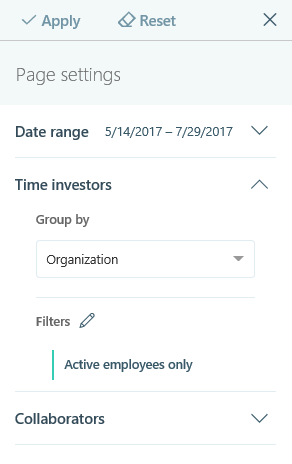 Apply Reset
Page settings
Date range 5/14/2017 – 7/29/2017
Time investors
Group by
Organization
Filters
Active employees only
Collaborators